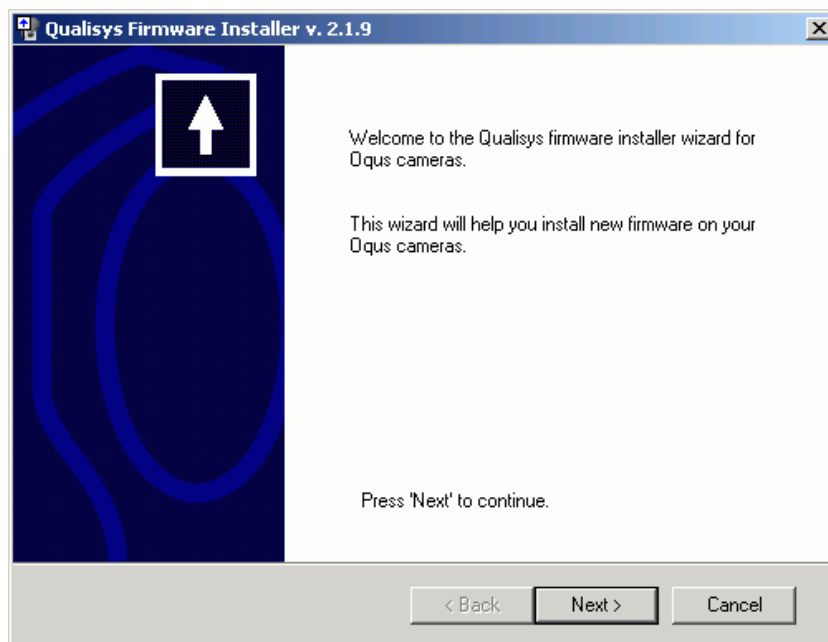 Qualisys Firmware Installer v. 2.1.9
Welcome to the Qualisys firmware installer wizard for
Oqus cameras.
This wizard will help you install new firmware on your
Oqus cameras.
Press 'Next' to continue.
< Back
Next >
Cancel